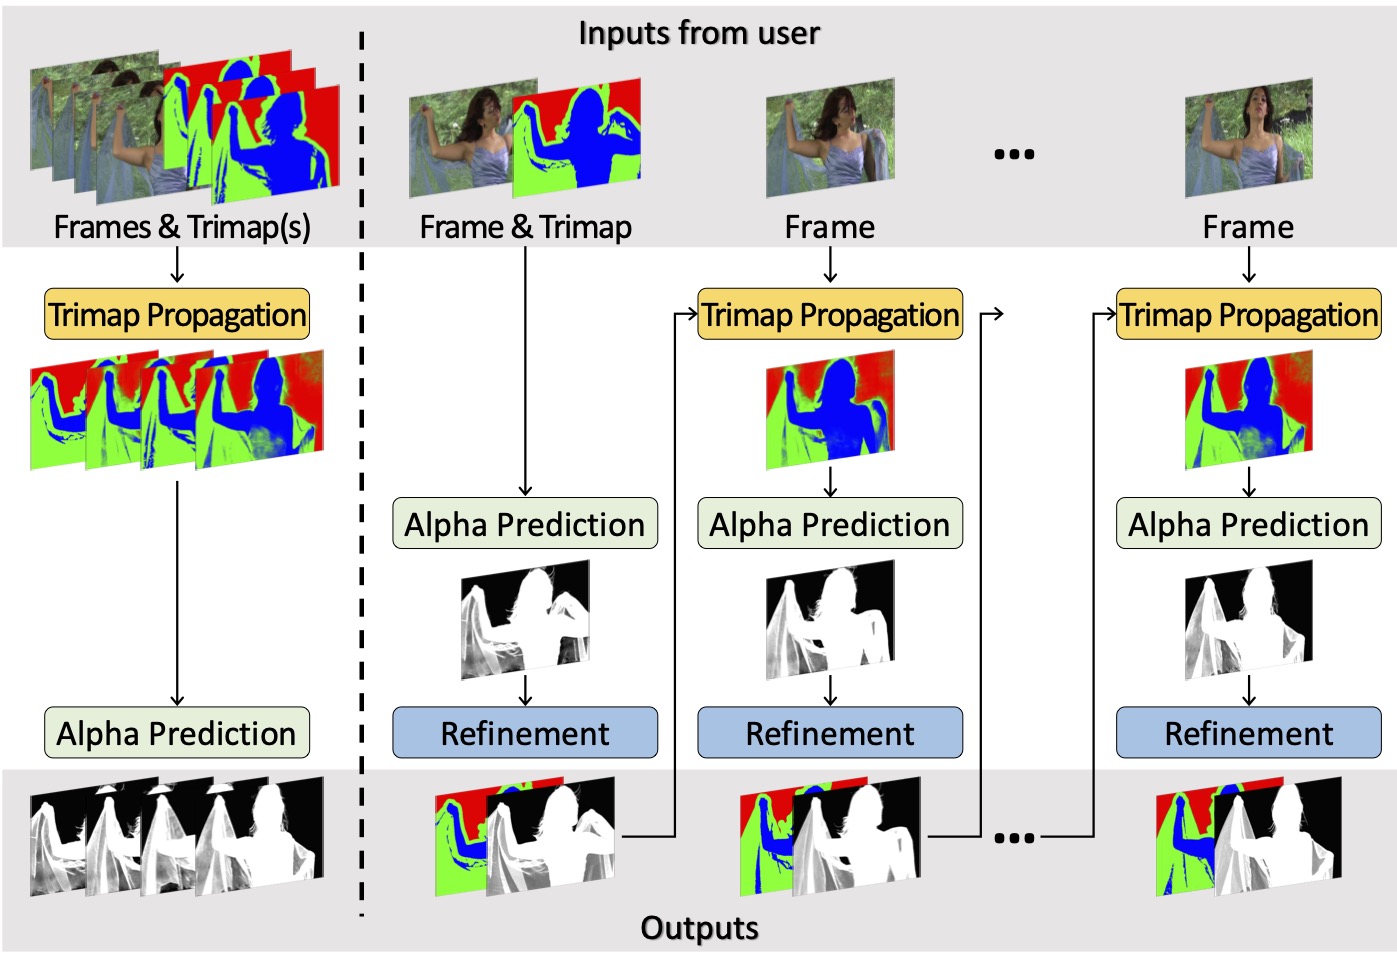 Inputs from user
Frames & Trimap(s)
Frame & Trimap
Frame
...
Frame
Trimap Propagation
Trimap Propagation
Trimap Propagation
Alpha Prediction
Alpha Prediction
Alpha Prediction
Alpha Prediction
Refinement
Refinement
Refinement
...
Outputs